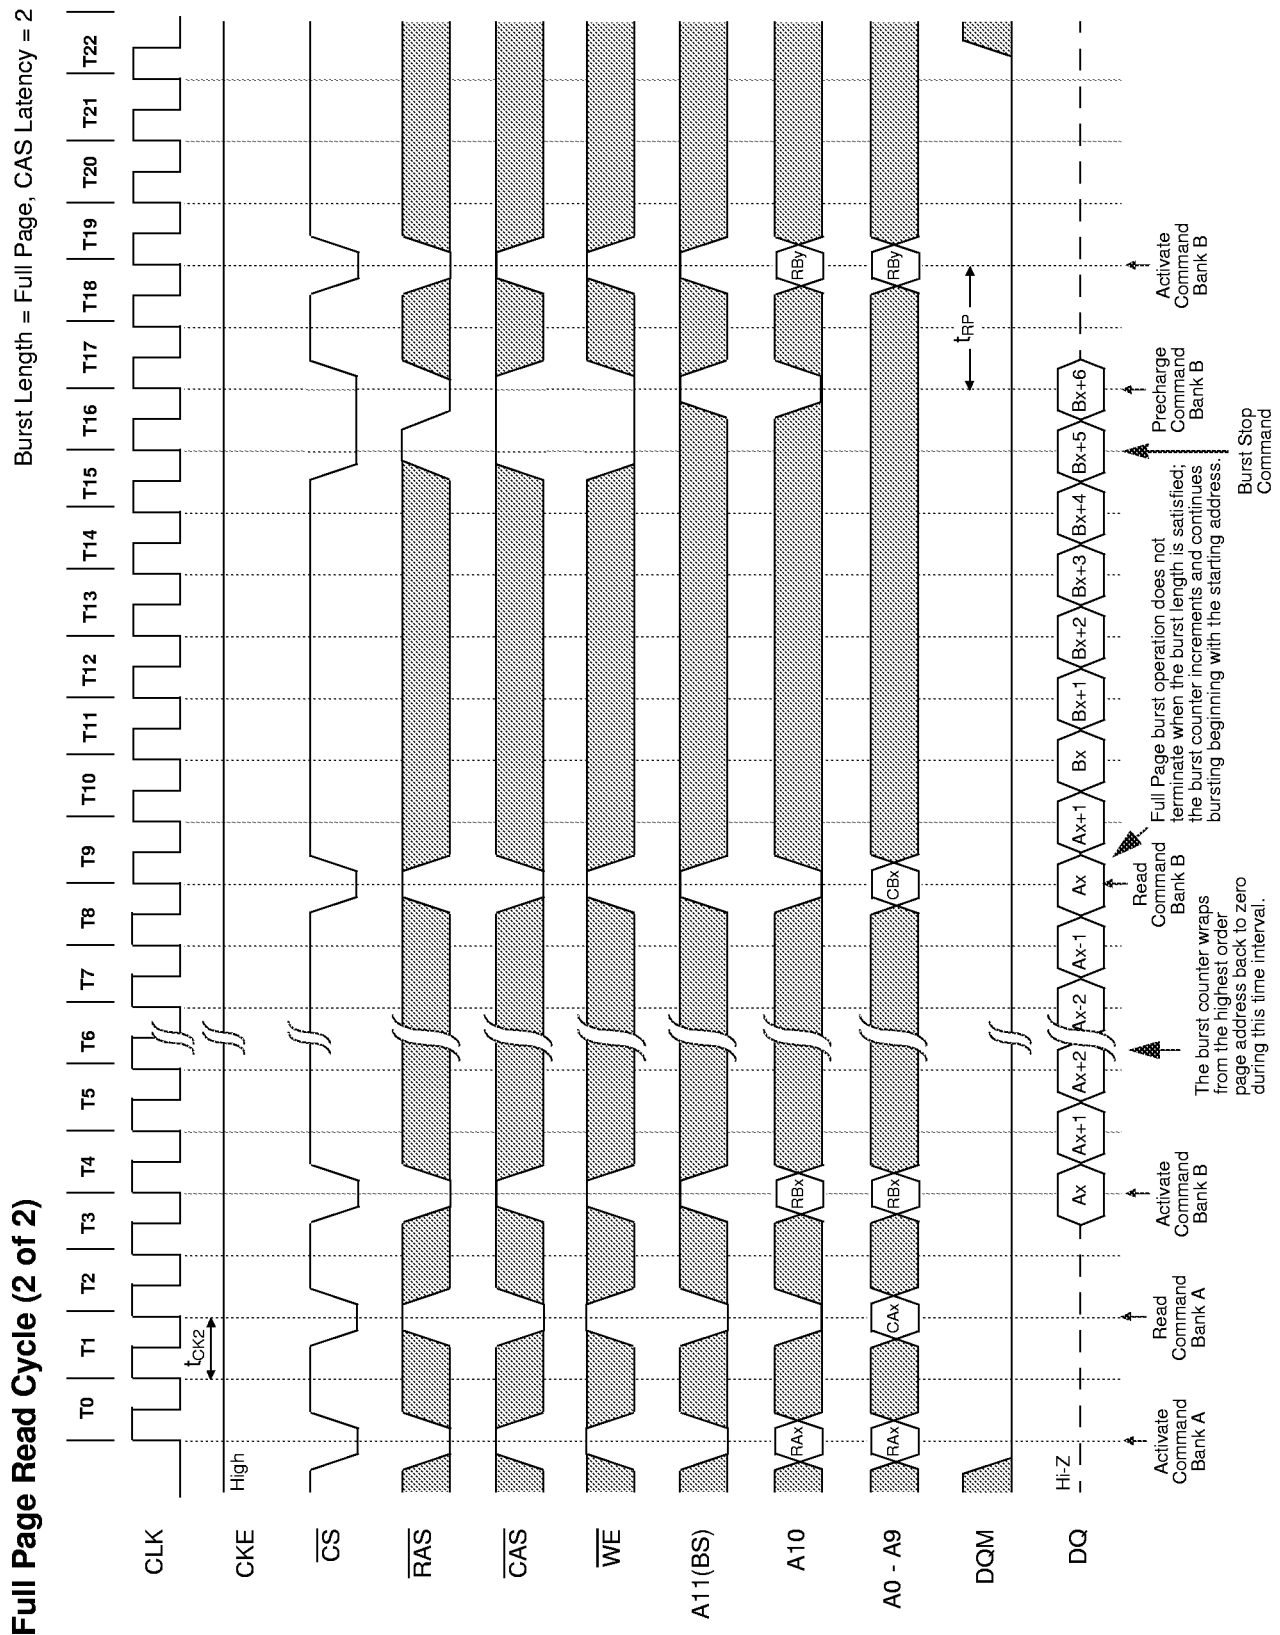 Full Page Read Cycle (2 of 2)
Burst Length = Full Page, CAS Latency = 2
T0 T1 T2 T3 T4 T5 T6 T7 T8 T9 T10 T11 T12 T13 T14 T15 T16 T17 T18 T19 T20 T21 T22
CLK
tCK2
CKE
High
CS
RAS
CAS
WE
A11(BS)
A10
RAx RBx RBy
A0 - A9
RAx CAx RBx CBx RBy
tRP
DQM
DQ
Hi-Z
Ax Ax+1 Ax+2 Ax-2 Ax-1 Ax Ax+1 Bx Bx+1 Bx+2 Bx+3 Bx+4 Bx+5 Bx+6
Activate
Command
Bank A
Read
Command
Bank A
Activate
Command
Bank B
The burst counter wraps
from the highest order
page address back to zero
during this time interval.
Read
Command
Bank B
Full Page burst operation does not
terminate when the burst length is satisfied;
the burst counter increments and continues
bursting beginning with the starting address.
Burst Stop
Command
Precharge
Command
Bank B
Activate
Command
Bank B